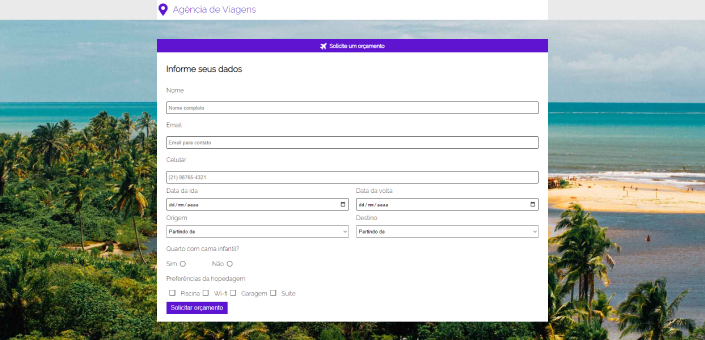 Agência de Viagens
Solicite um orçamento
Informe seus dados
Nome
Nome completo
Email
Email para contato
Celular
(21) 98765-4321
Data da ida Data da volta
dd/mm/aaaa dd/mm/aaaa
Origem Destino
Partindo de Partindo de
Quarto com cama infantil?
Sim Não
Preferências da hopedagem
Piscina Wi-fi Garagem Suíte
Solicitar orçamento